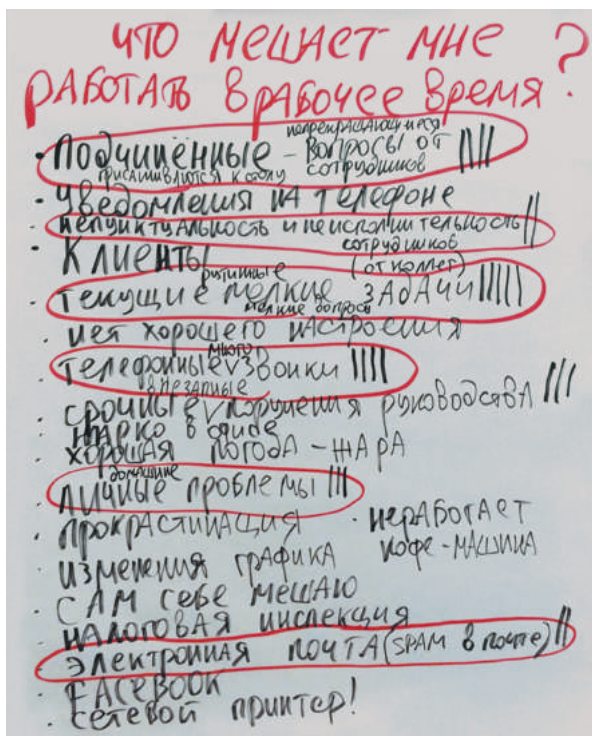 ЧТО МЕШАЕТ МНЕ
РАБОТАТЬ В РАБОЧЕЕ ВРЕМЯ?
непрекращающиеся
· Подчинённые - вопросы от
присаживаются к столу сотрудников ||||
· Уведомления на телефоне
· непунктуальность и неисполнительность ||
сотрудников
· Клиенты (от коллег)
рутинные
· текущие мелкие задачи |||||
мелкие вопросы
· нет хорошего настроения
много
· телефонные v звонки ||||
внезапные
· срочные v поручения руководства |||
· жарко в офисе
· хорошая погода - жара
домашние
· личные проблемы |||
· прокрастинация · не работает
кофе-машина
· изменения графика
· САМ себе мешаю
· налоговая инспекция
· электронная почта (SPAM в почте) ||
· FACEBOOK
· сетевой принтер!